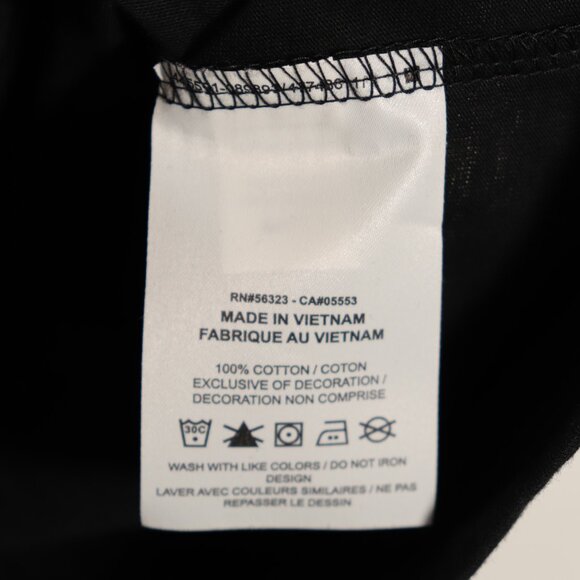 RN#56323 - CA#05553
MADE IN VIETNAM
FABRIQUE AU VIETNAM
100% COTTON / COTON
EXCLUSIVE OF DECORATION /
DECORATION NON COMPRISE
30C
WASH WITH LIKE COLORS / DO NOT IRON
DESIGN
LAVER AVEC COULEURS SIMILAIRES / NE PAS
REPASSER LE DESSIN